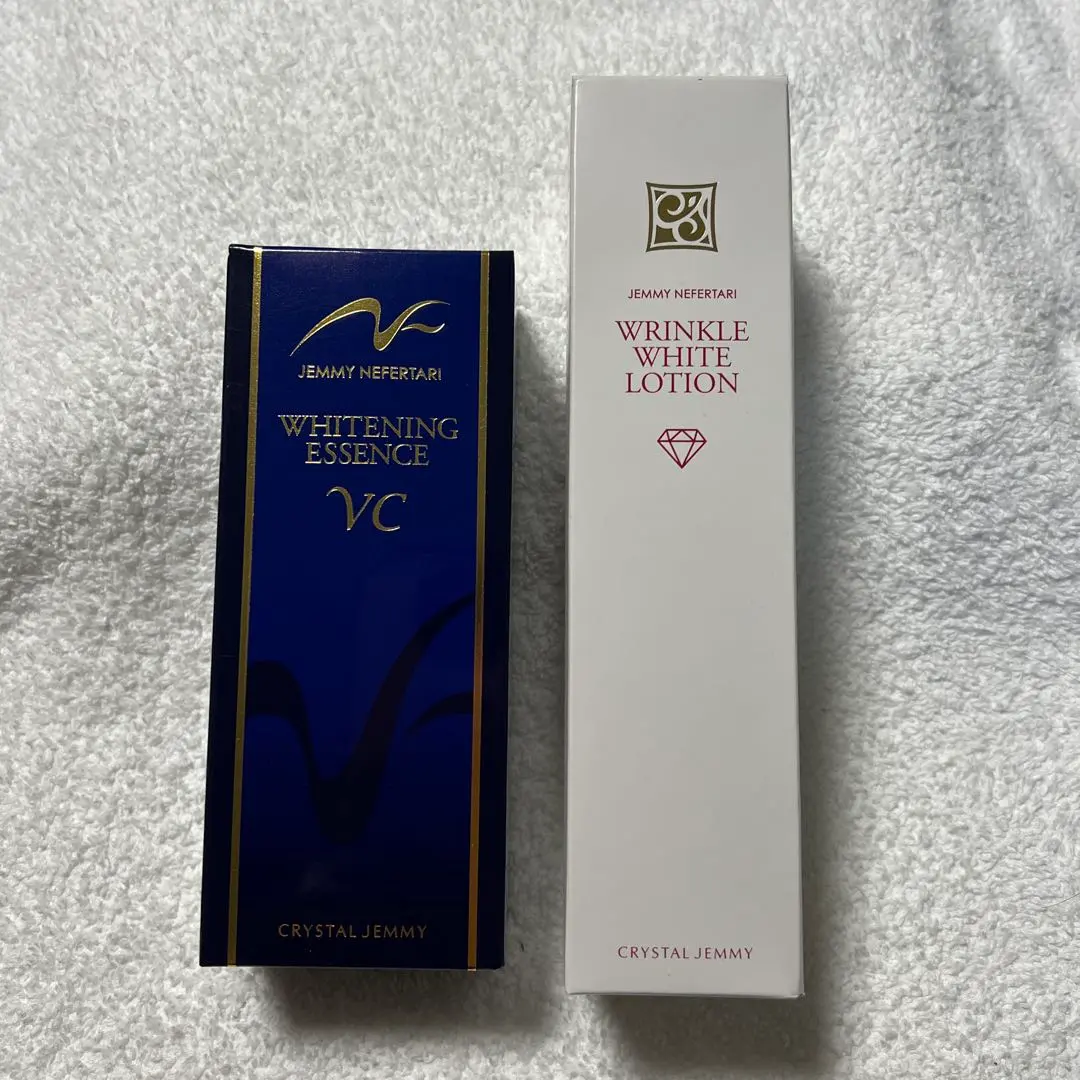 JEMMY NEFERTARI
WHITENING
ESSENCE
VC
CRYSTAL JEMMY
JEMMY NEFERTARI
WRINKLE
WHITE
LOTION
CRYSTAL JEMMY